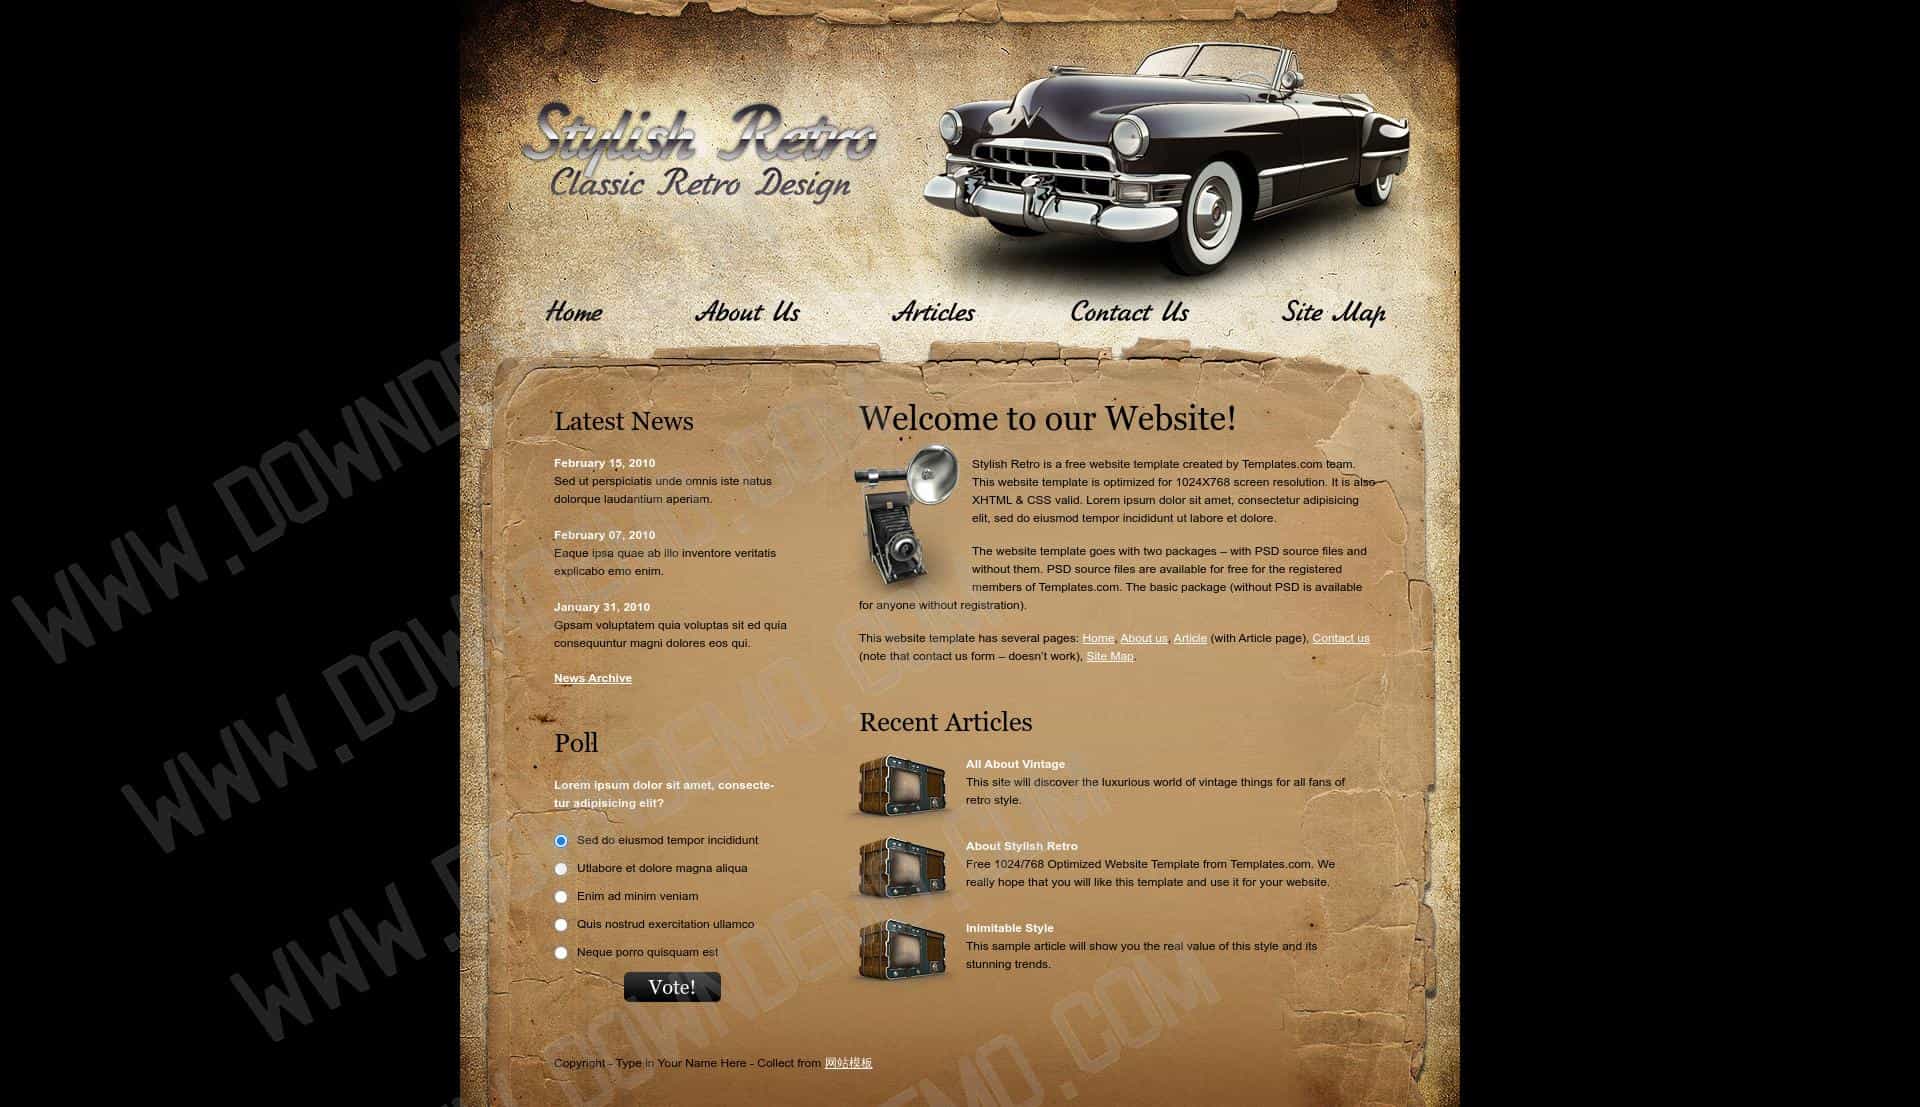 Stylish Retro
Classic Retro Design
Home
About Us
Articles
Contact Us
Site Map
Latest News
February 15, 2010
Sed ut perspiciatis unde omnis iste natus
dolorque laudantium aperiam.
February 07, 2010
Eaque ipsa quae ab illo inventore veritatis
explicabo emo enim.
January 31, 2010
Gpsam voluptatem quia voluptas sit ed quia
consequuntur magni dolores eos qui.
News Archive
Poll
Lorem ipsum dolor sit amet, consecte-
tur adipisicing elit?
Sed do eiusmod tempor incididunt
Utlabore et dolore magna aliqua
Enim ad minim veniam
Quis nostrud exercitation ullamco
Neque porro quisquam est
Vote!
Welcome to our Website!
Stylish Retro is a free website template created by Templates.com team.
This website template is optimized for 1024X768 screen resolution. It is also
XHTML & CSS valid. Lorem ipsum dolor sit amet, consectetur adipisicing
elit, sed do eiusmod tempor incididunt ut labore et dolore.
The website template goes with two packages – with PSD source files and
without them. PSD source files are available for free for the registered
members of Templates.com. The basic package (without PSD is available
for anyone without registration).
This website template has several pages: Home, About us, Article (with Article page), Contact us
(note that contact us form – doesn't work), Site Map.
Recent Articles
All About Vintage
This site will discover the luxurious world of vintage things for all fans of
retro style.
About Stylish Retro
Free 1024/768 Optimized Website Template from Templates.com. We
really hope that you will like this template and use it for your website.
Inimitable Style
This sample article will show you the real value of this style and its
stunning trends.
Copyright - Type in Your Name Here - Collect from 网站模板
WWW.DOWNDEMO.COM
WWW.DOWNDEMO.COM
WWW.DOWNDEMO.COM